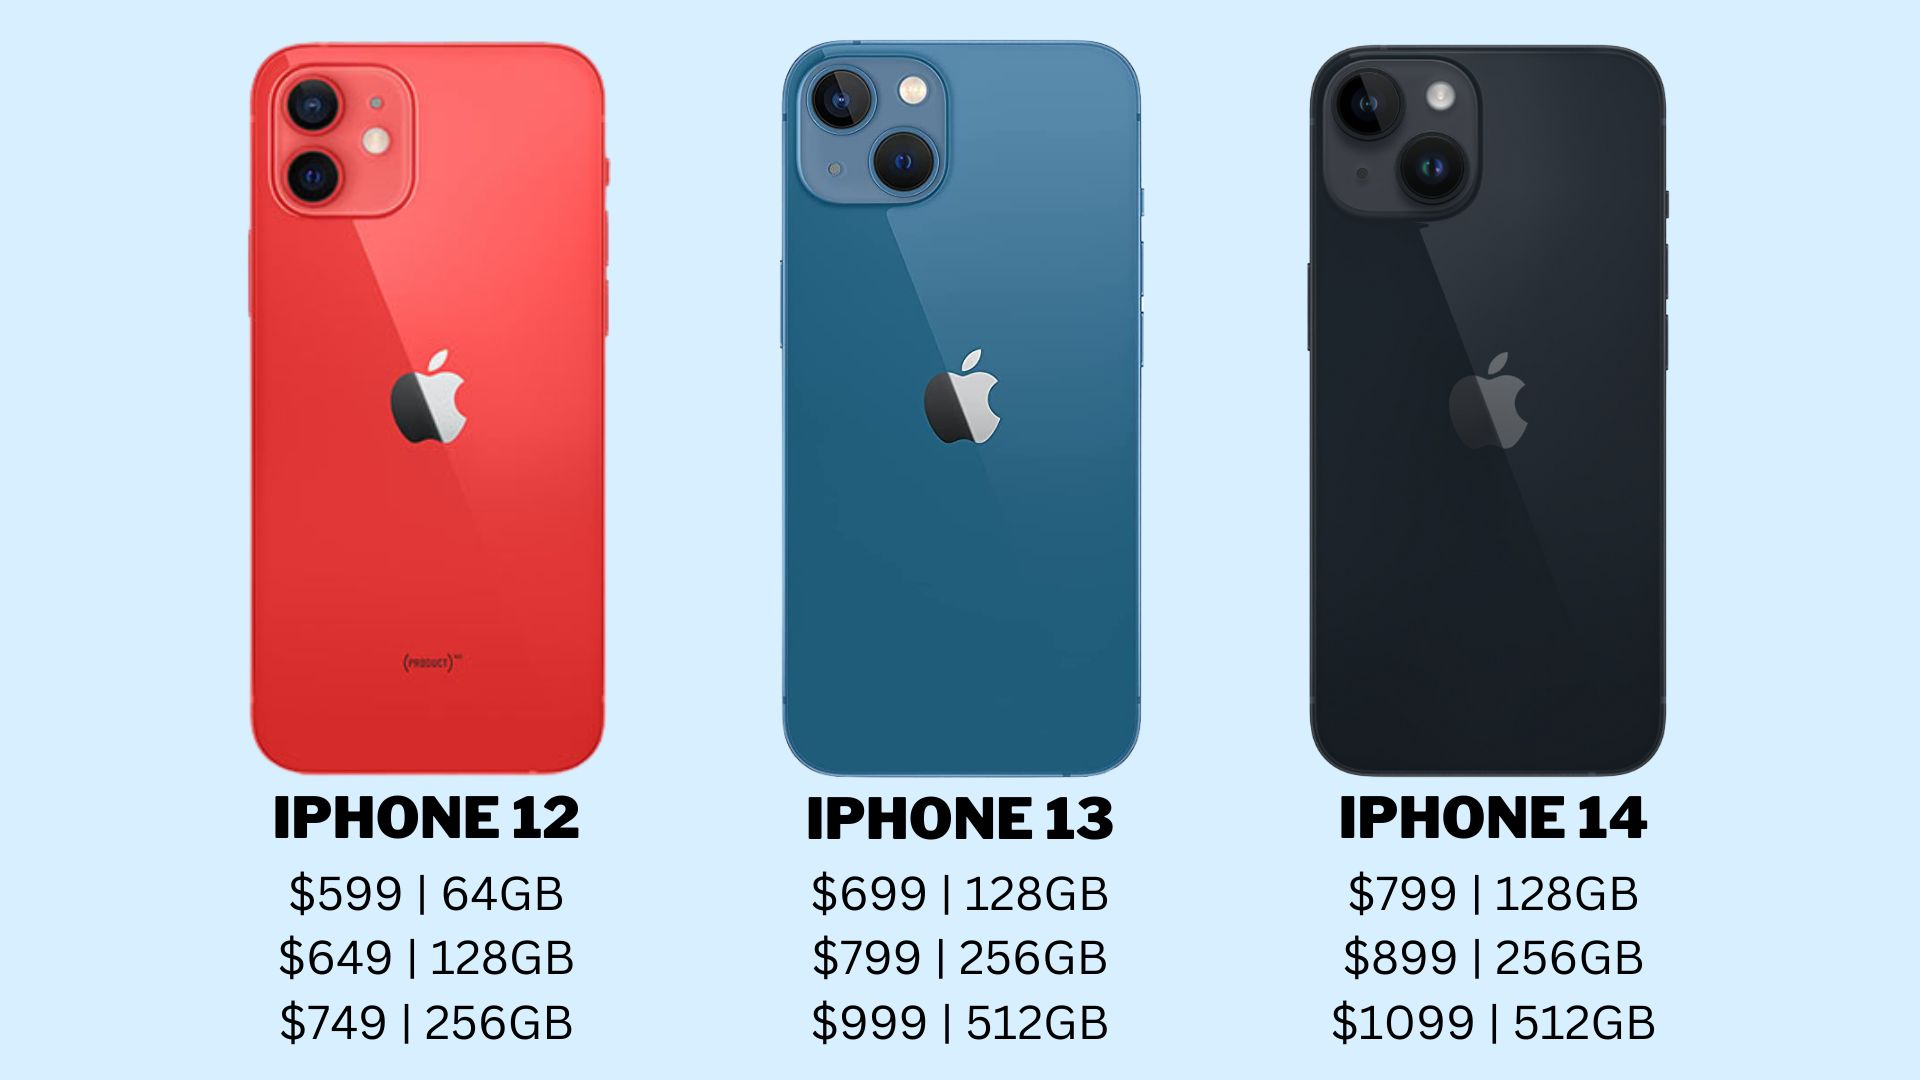 (PRODUCT)
IPHONE 12
$599 | 64GB
$649 | 128GB
$749 | 256GB
IPHONE 13
$699 | 128GB
$799 | 256GB
$999 | 512GB
IPHONE 14
$799 | 128GB
$899 | 256GB
$1099 | 512GB